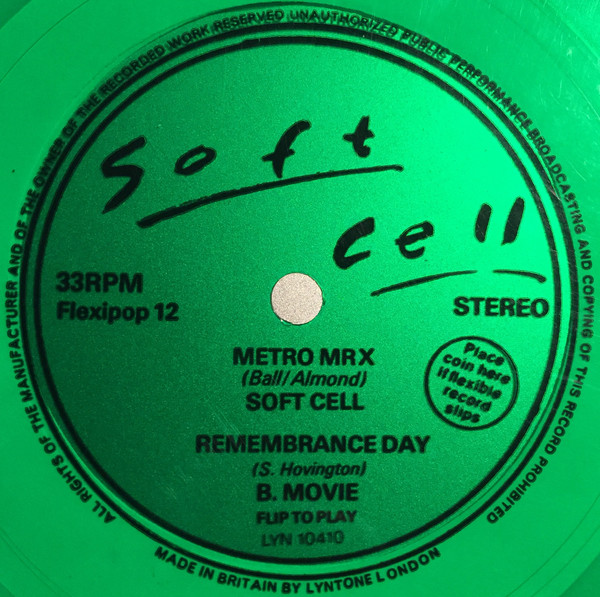 ALL RIGHTS OF THE MANUFACTURER AND OF THE OWNER OF THE RECORDED WORK RESERVED UNAUTHORIZED PUBLIC PERFORMANCE BROADCASTING AND COPYING OF THIS RECORD PROHIBITED
Soft
Cell
33RPM
Flexipop 12
STEREO
METRO MRX
(Ball/Almond)
SOFT CELL
Place
coin here
if flexible
record
slips
REMEMBRANCE DAY
(S. Hovington)
B. MOVIE
FLIP TO PLAY
LYN 10410
MADE IN BRITAIN BY LYNTONE LONDON